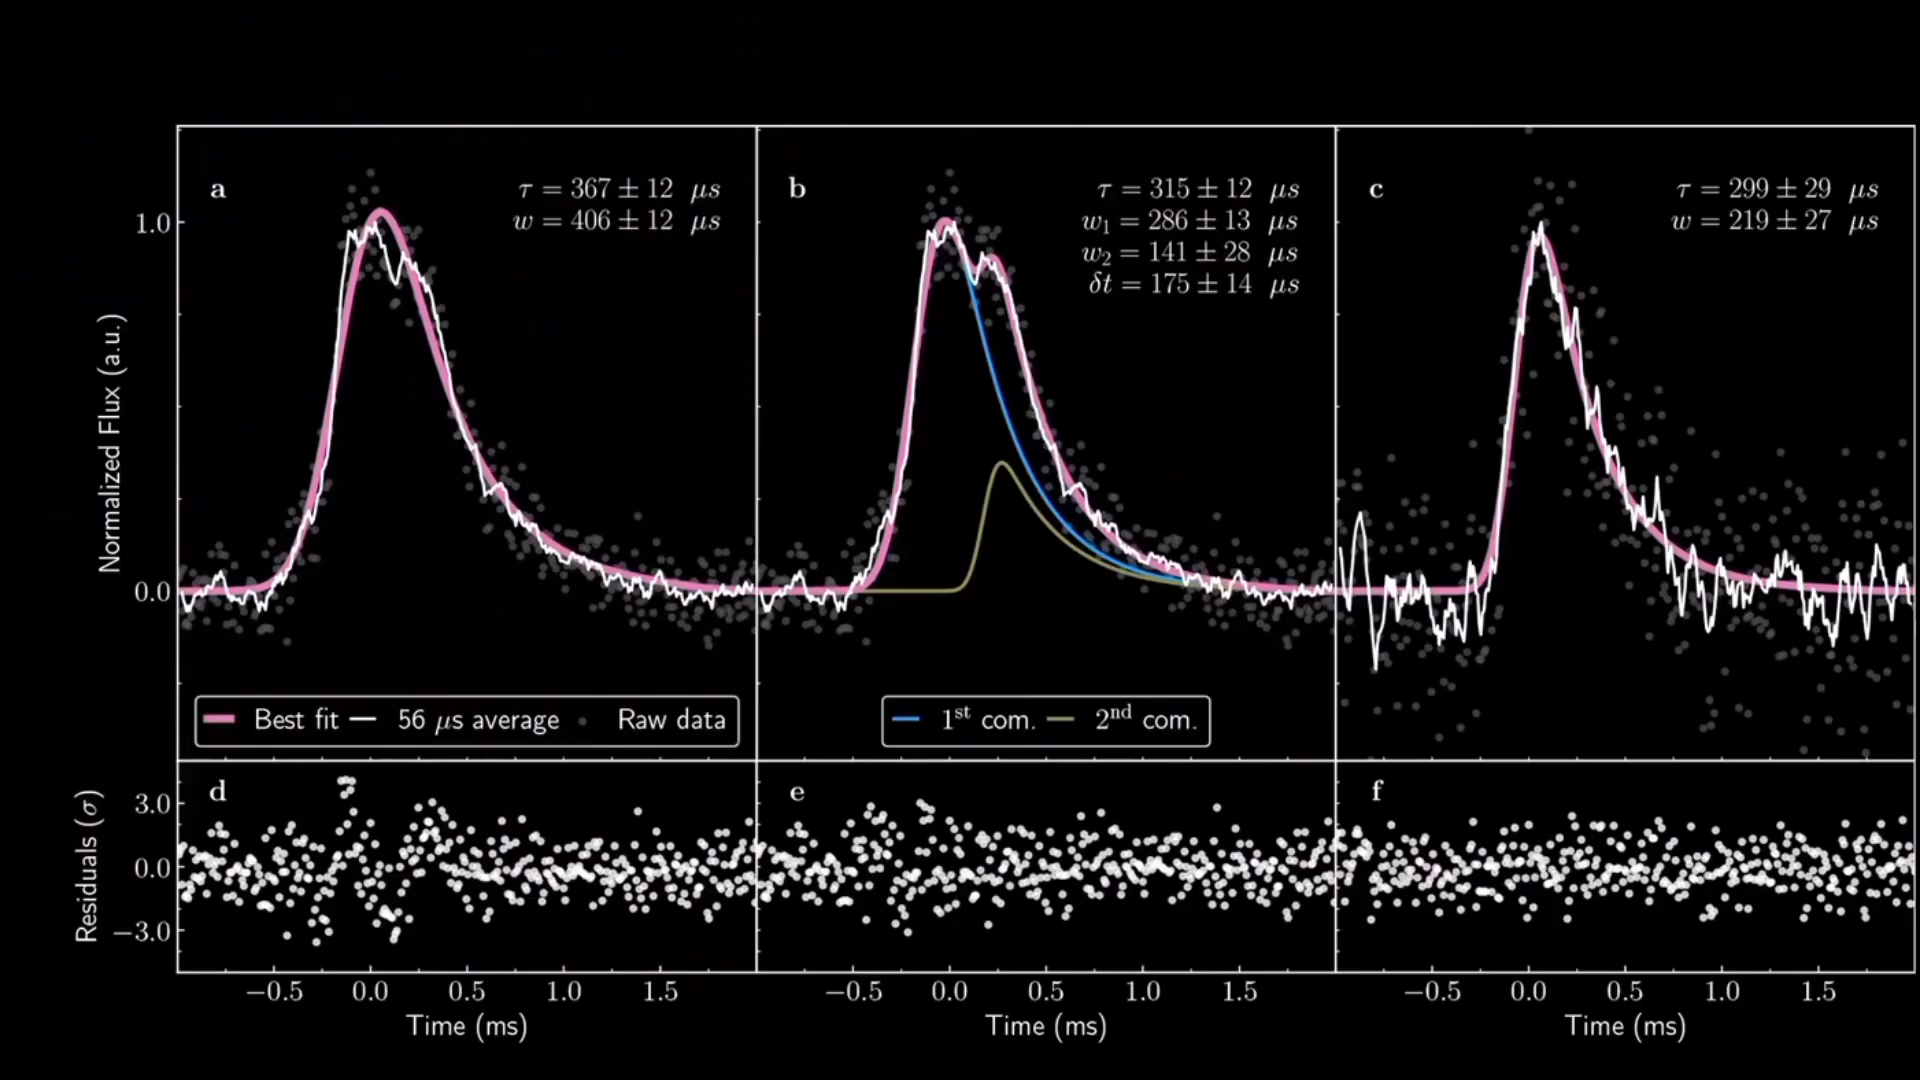 a
τ = 367 ± 12 μs
w = 406 ± 12 μs
b
τ = 315 ± 12 μs
w₁ = 286 ± 13 μs
w₂ = 141 ± 28 μs
δt = 175 ± 14 μs
c
τ = 299 ± 29 μs
w = 219 ± 27 μs
Normalized Flux (a.u.)
1.0
0.0
Best fit 56 μs average Raw data
1st com. 2nd com.
d
e
f
Residuals (σ)
3.0
0.0
−3.0
−0.5 0.0 0.5 1.0 1.5
−0.5 0.0 0.5 1.0 1.5
−0.5 0.0 0.5 1.0 1.5
Time (ms)
Time (ms)
Time (ms)